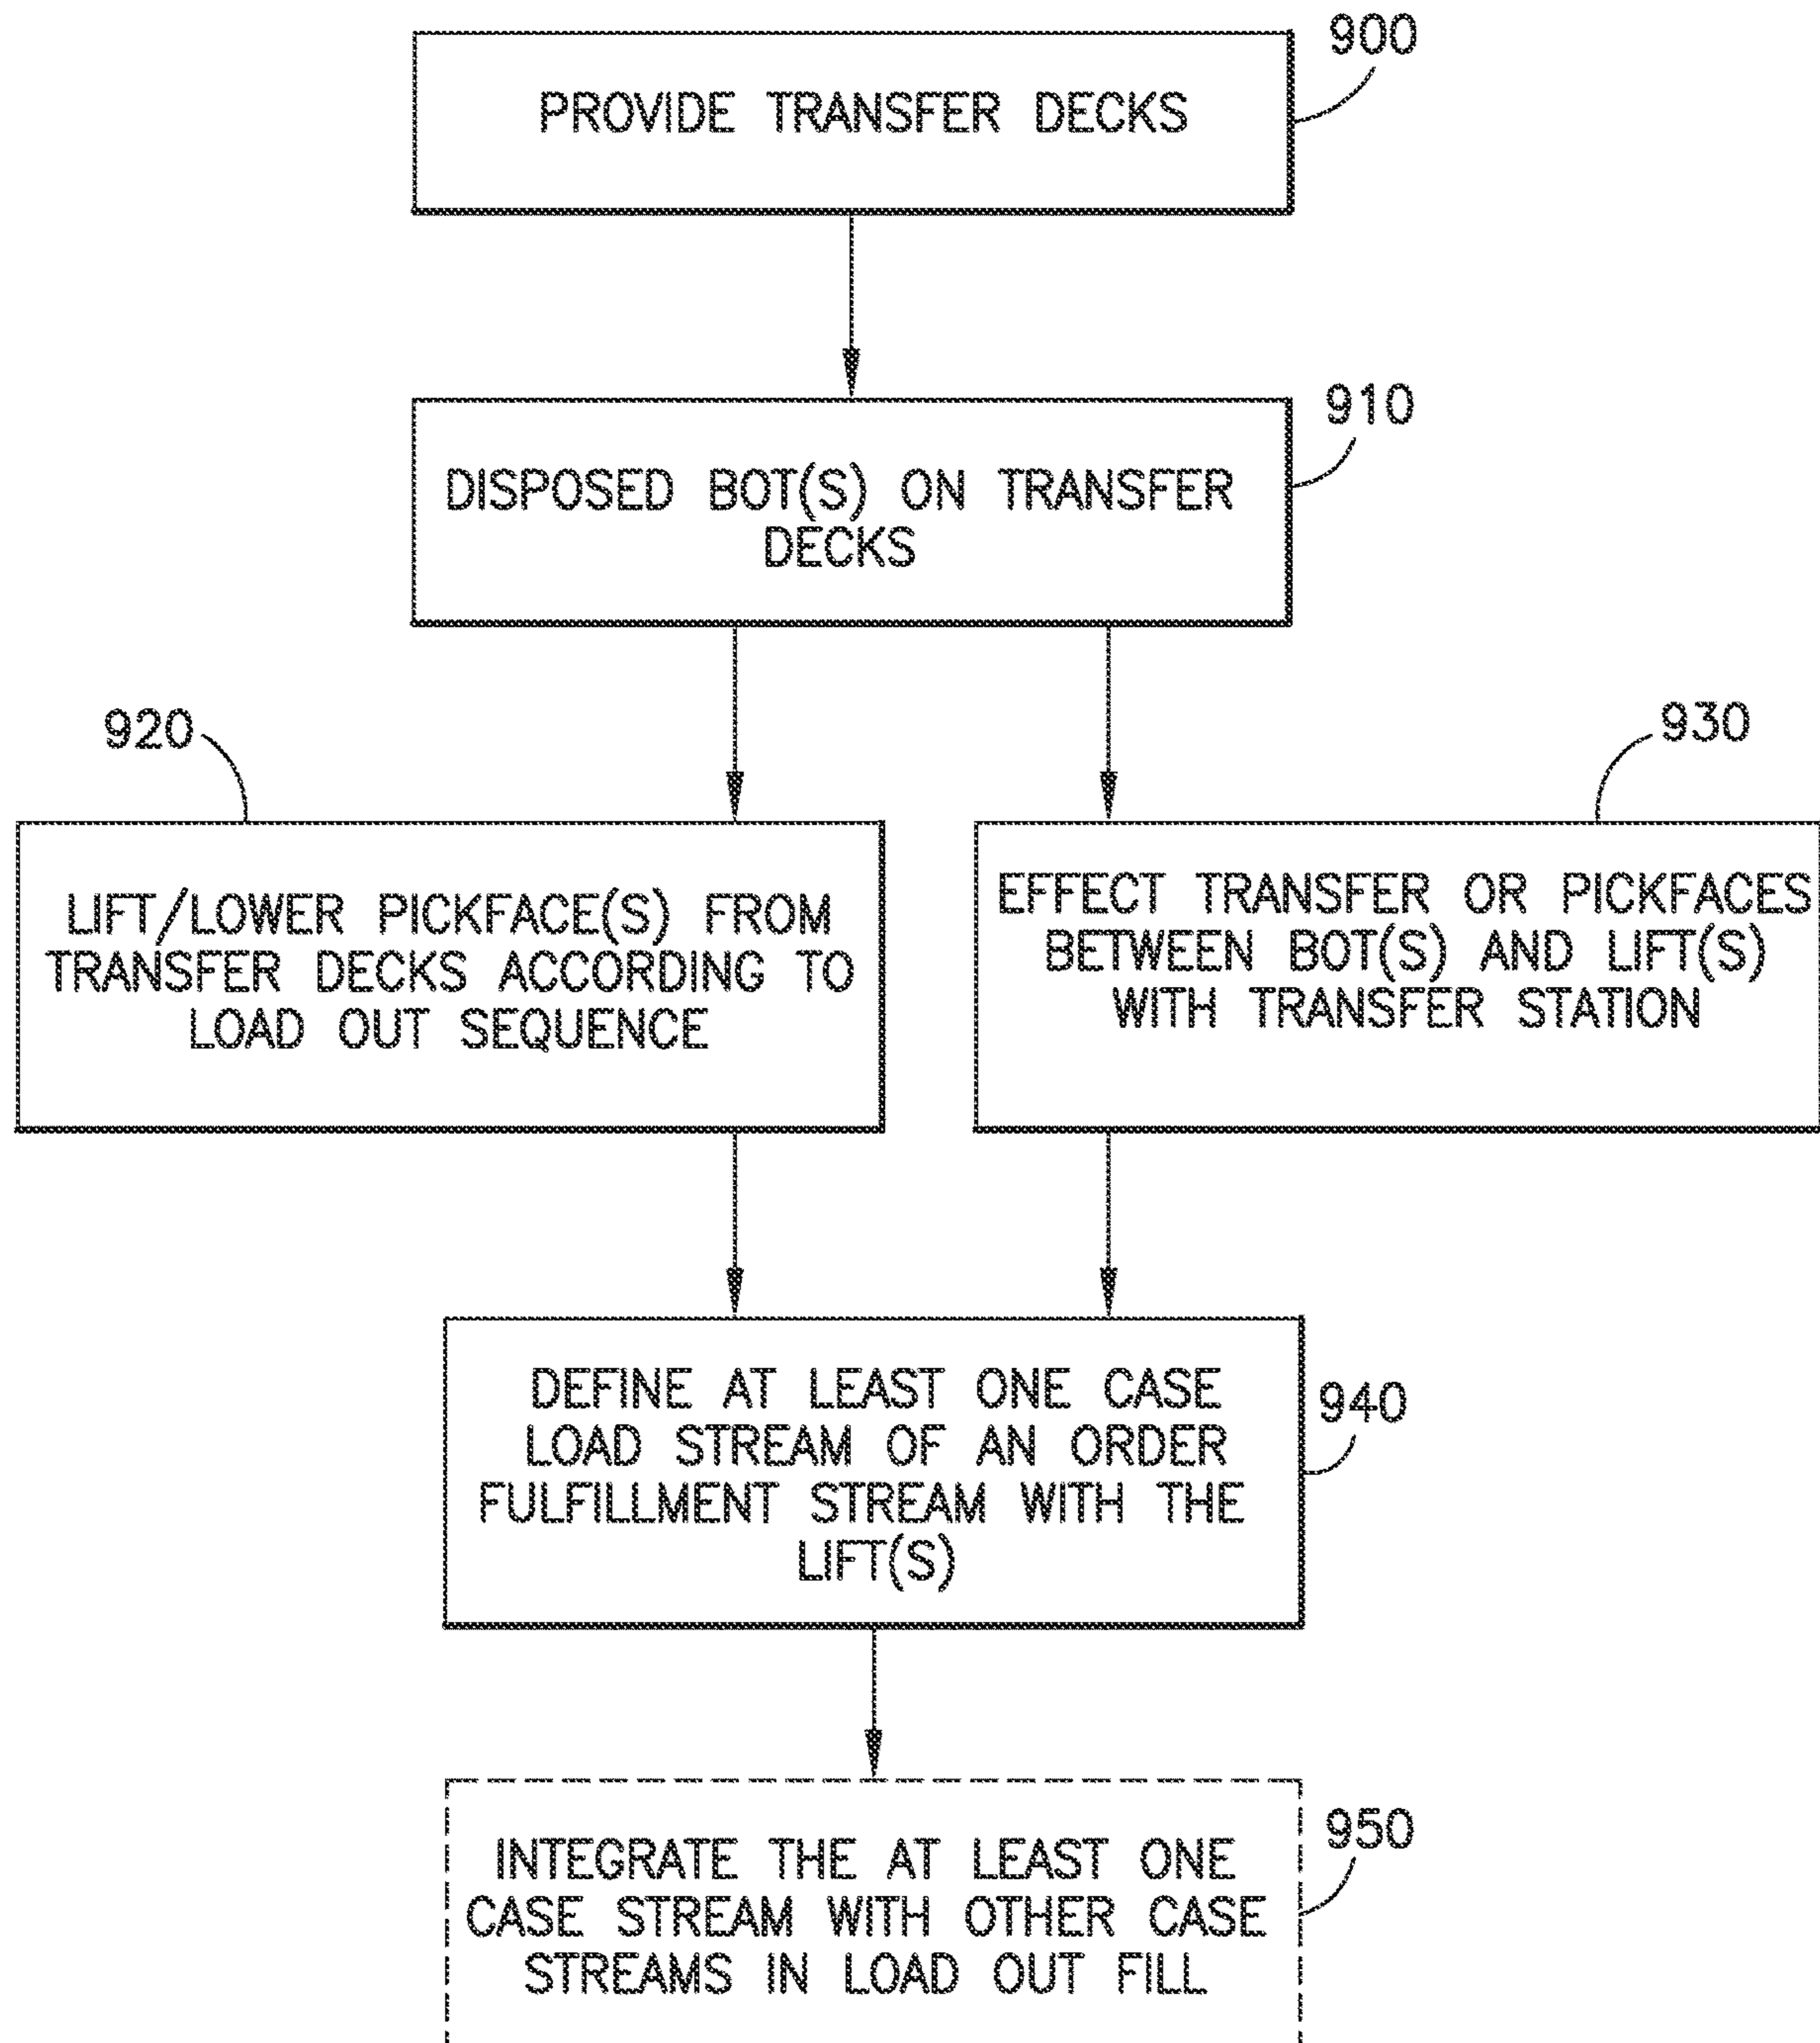 900
PROVIDE TRANSFER DECKS
910
DISPOSED BOT(S) ON TRANSFER
DECKS
920
930
LIFT/LOWER PICKFACE(S) FROM
TRANSFER DECKS ACCORDING TO
LOAD OUT SEQUENCE
EFFECT TRANSFER OR PICKFACES
BETWEEN BOT(S) AND LIFT(S)
WITH TRANSFER STATION
DEFINE AT LEAST ONE CASE
LOAD STREAM OF AN ORDER
FULFILLMENT STREAM WITH THE
LIFT(S)
940
INTEGRATE THE AT LEAST ONE
CASE STREAM WITH OTHER CASE
STREAMS IN LOAD OUT FILL
950